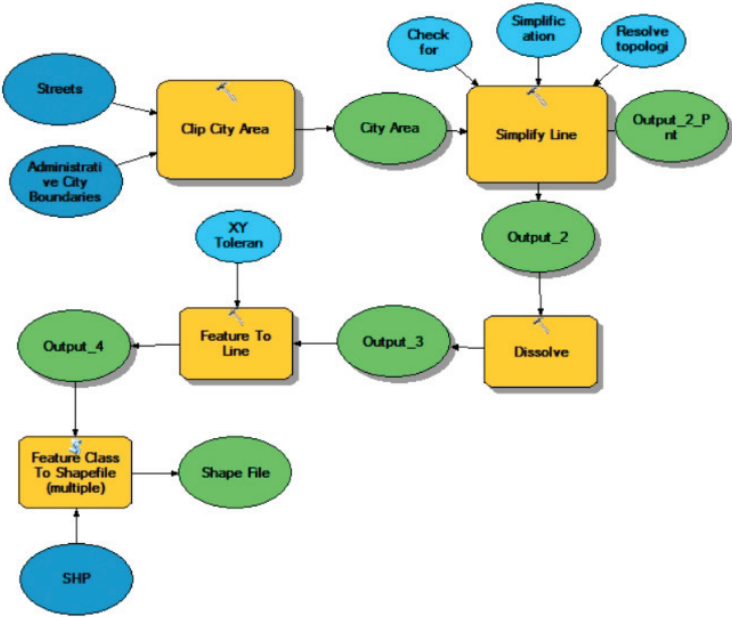 Check
for
Simplific
ation
Resolve
topologi
Streets
Clip City Area
City Area
Simplify Line
Output_2_P
nt
Administrati
ve City
Boundaries
XY
Toleran
Output_2
Output_4
Feature To
Line
Output_3
Dissolve
Feature Class
To Shapefile
(multiple)
Shape File
SHP